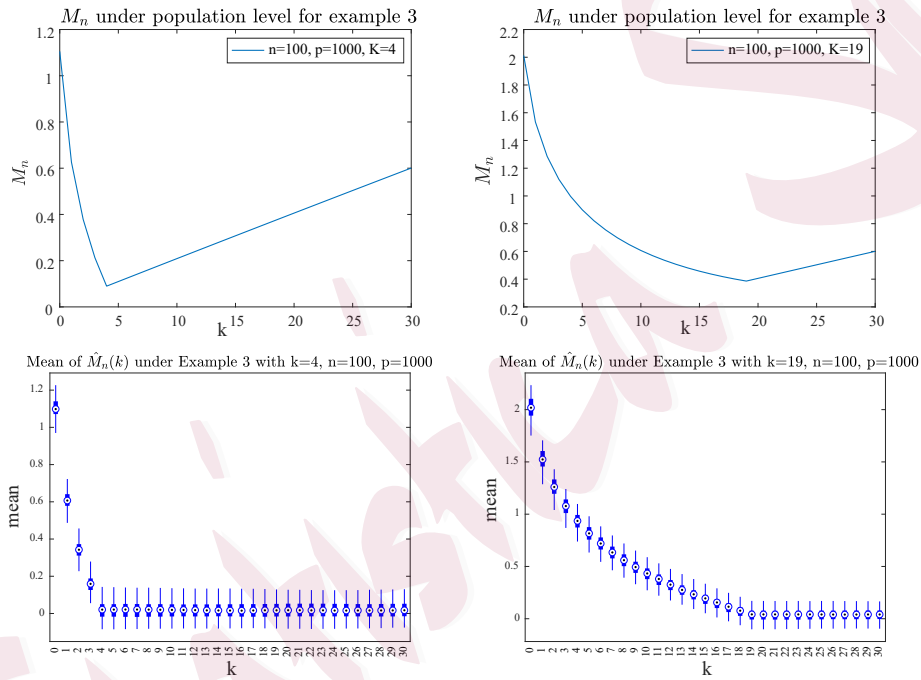 M_n under population level for example 3
1.2
1
0.8
0.6
0.4
0.2
0
M_n
n=100, p=1000, K=4
0 5 10 15 20 25 30
k
M_n under population level for example 3
2.2
2
1.8
1.6
1.4
1.2
1
0.8
0.6
0.4
0.2
M_n
n=100, p=1000, K=19
0 5 10 15 20 25 30
k
Mean of M̂_n(k) under Example 3 with k=4, n=100, p=1000
1.2
1
0.8
0.6
0.4
0.2
0
mean
0 1 2 3 4 5 6 7 8 9 10 11 12 13 14 15 16 17 18 19 20 21 22 23 24 25 26 27 28 29 30
k
Mean of M̂_n(k) under Example 3 with k=19, n=100, p=1000
2
1.5
1
0.5
0
mean
0 1 2 3 4 5 6 7 8 9 10 11 12 13 14 15 16 17 18 19 20 21 22 23 24 25 26 27 28 29 30
k